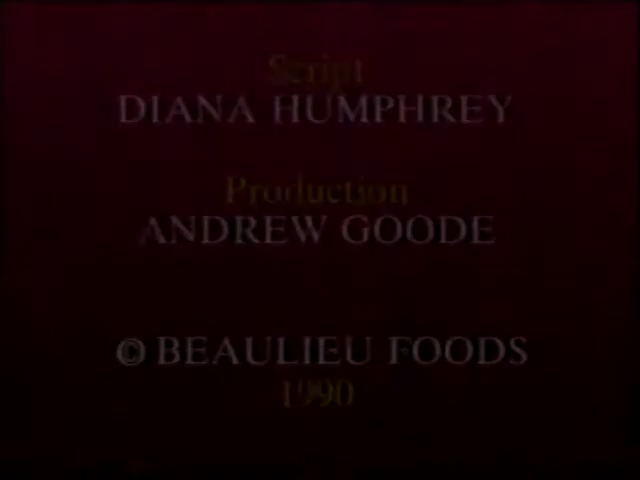 Script
DIANA HUMPHREY
Production
ANDREW GOODE
© BEAULIEU FOODS
1990